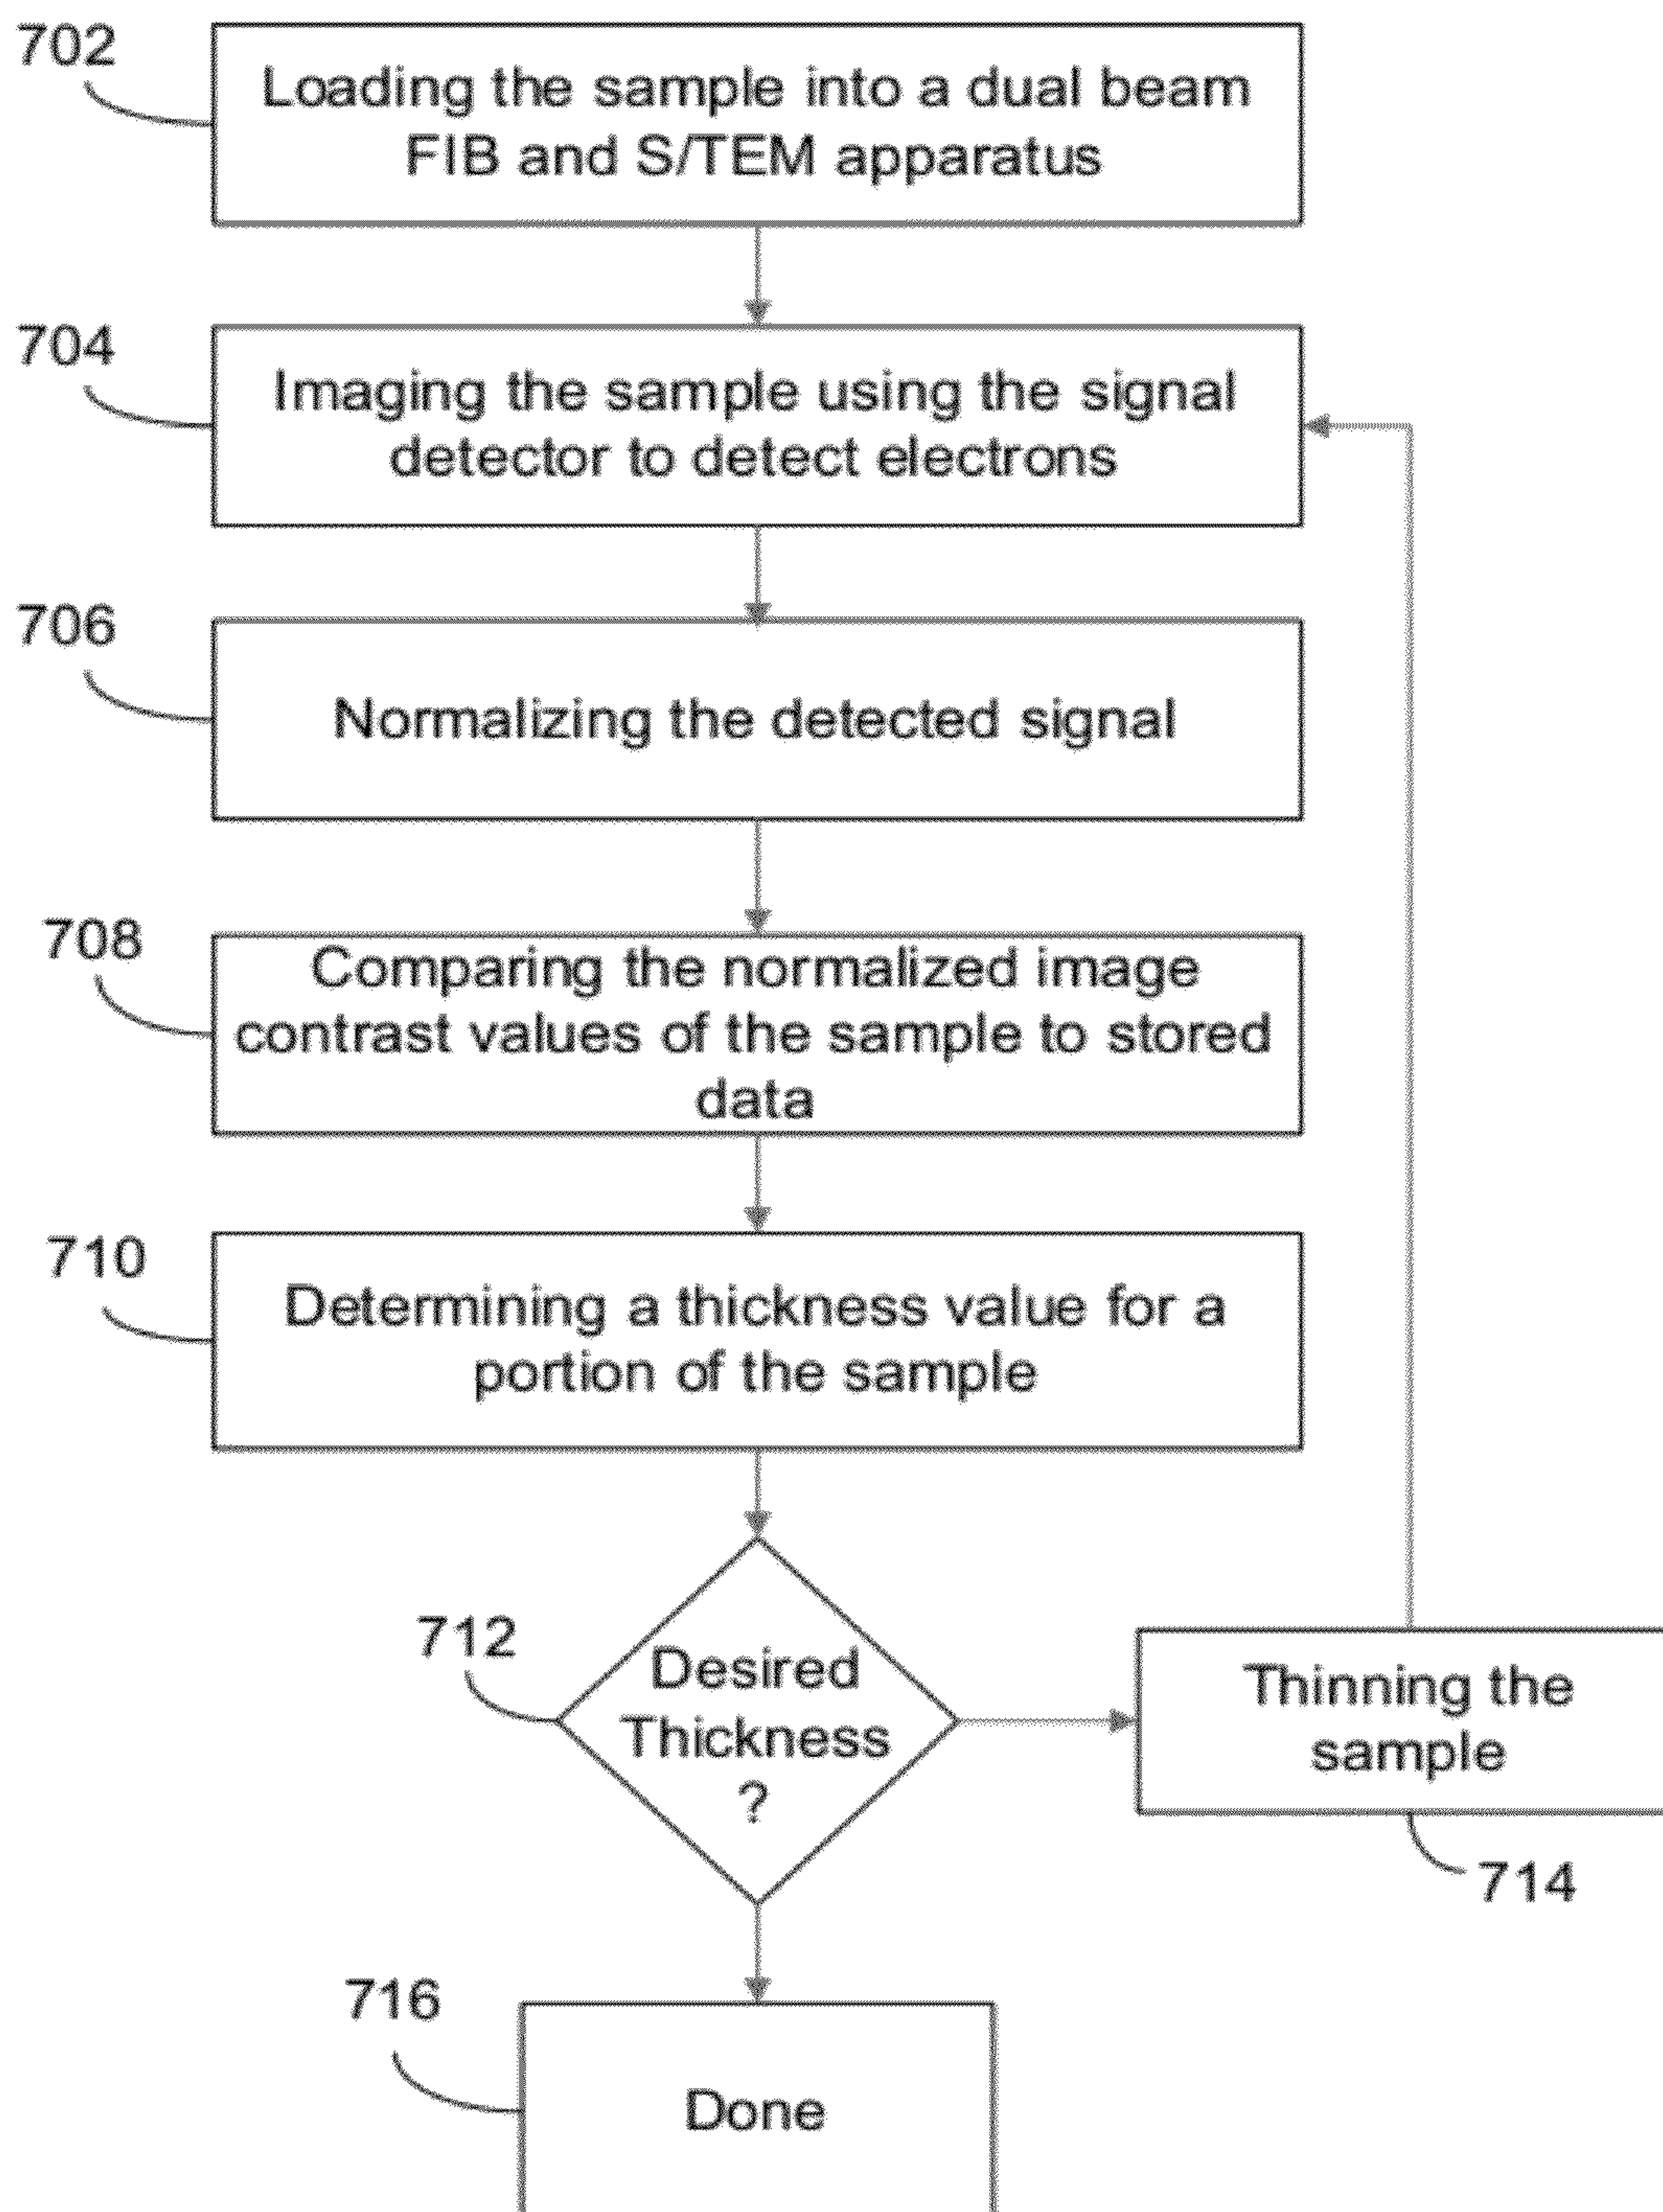 702
Loading the sample into a dual beam
FIB and S/TEM apparatus
704
Imaging the sample using the signal
detector to detect electrons
706
Normalizing the detected signal
708
Comparing the normalized image
contrast values of the sample to stored
data
710
Determining a thickness value for a
portion of the sample
712
Desired
Thickness
?
Thinning the
sample
714
716
Done